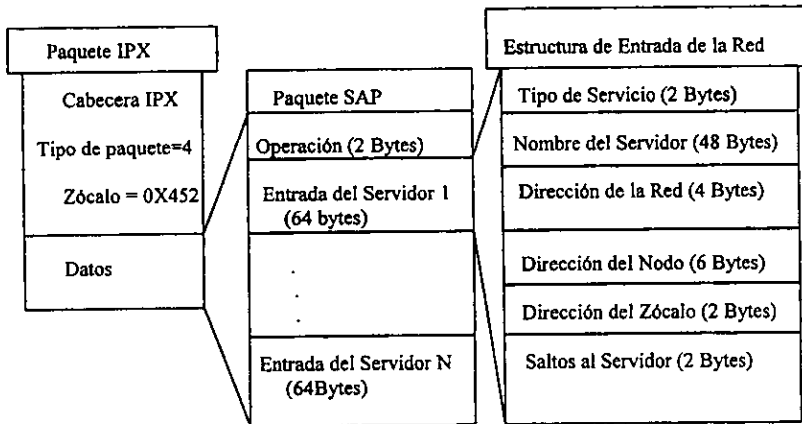 Paquete IPX
Cabecera IPX
Tipo de paquete=4
Zócalo = 0X452
Datos
Paquete SAP
Operación (2 Bytes)
Entrada del Servidor 1
(64 bytes)
.
.
.
Entrada del Servidor N
(64Bytes)
Estructura de Entrada de la Red
Tipo de Servicio (2 Bytes)
Nombre del Servidor (48 Bytes)
Dirección de la Red (4 Bytes)
Dirección del Nodo (6 Bytes)
Dirección del Zócalo (2 Bytes)
Saltos al Servidor (2 Bytes)